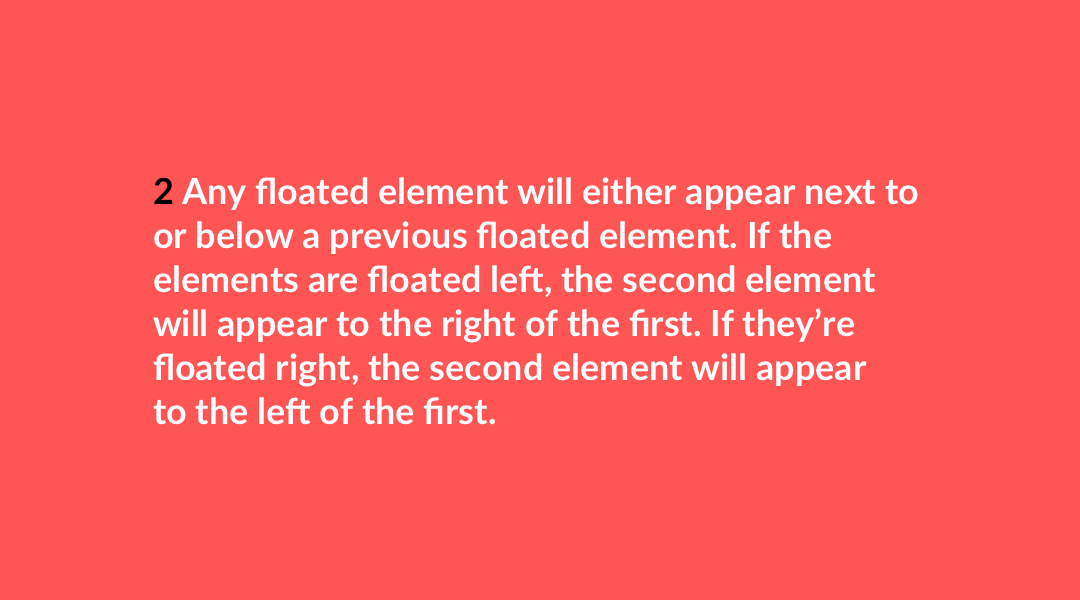 2 Any floated element will either appear next to
or below a previous floated element. If the
elements are floated left, the second element
will appear to the right of the first. If they’re
floated right, the second element will appear
to the left of the first.